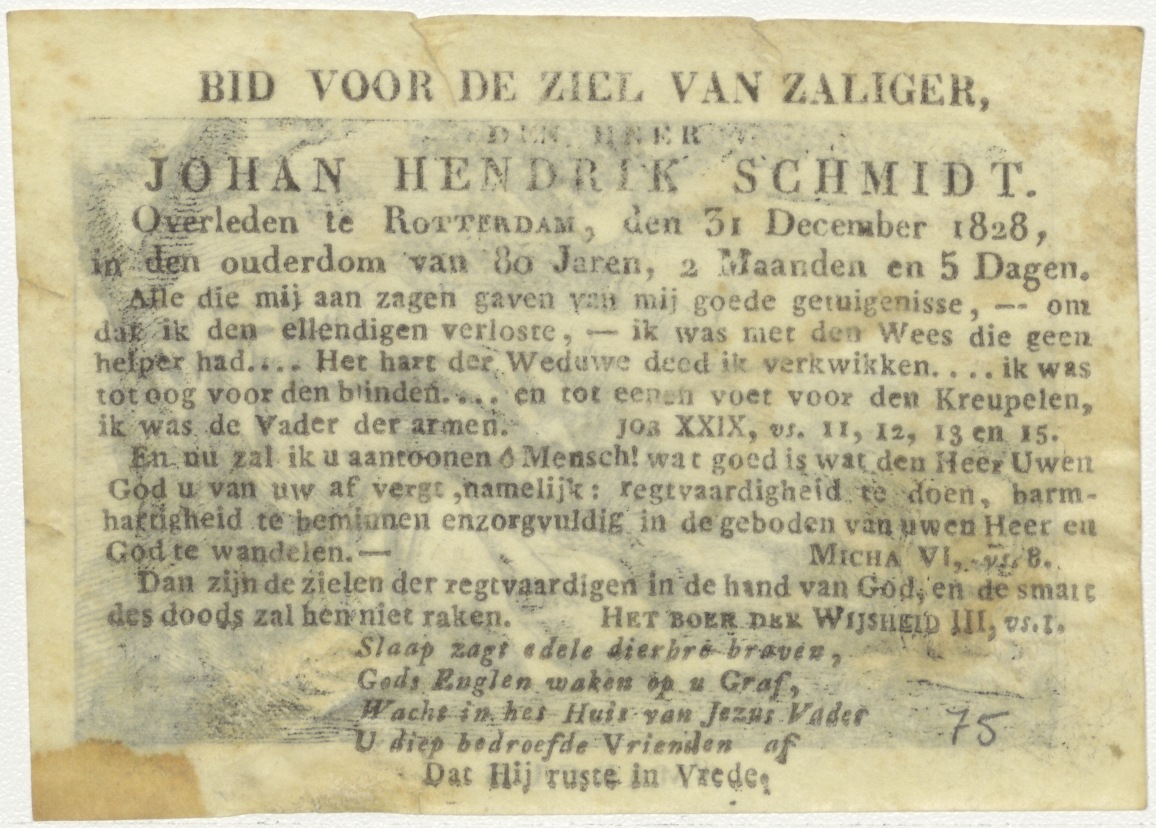 BID VOOR DE ZIEL VAN ZALIGER,
DEN HEER
JOHAN HENDRIK SCHMIDT.
Overleden te ROTTERDAM, den 31 December 1828,
in den ouderdom van 80 Jaren, 2 Maanden en 5 Dagen.
Alle die mij aan zagen gaven van mij goede getuigenisse, — om
dat ik den ellendigen verloste, — ik was met den Wees die geen
helper had.... Het hart der Weduwe deed ik verkwikken.... ik was
tot oog voor den blinden.... en tot eenen voet voor den Kreupelen,
ik was de Vader der armen. JOB XXIX, vs. 11, 12, 13 en 15.
En nu zal ik u aantoonen ô Mensch! wat goed is wat den Heer Uwen
God u van uw af vergt, namelijk: regtvaardigheid te doen, barm-
hartigheid te beminnen en zorgvuldig in de geboden van uwen Heer en
God te wandelen. — MICHA VI, vs. 8.
Dan zijn de zielen der regtvaardigen in de hand van God, en de smart
des doods zal hen niet raken. HET BOEK DER WIJSHEID III, vs. 1.
Slaap zagt edele dierbre braven,
Gods Englen waken op u Graf,
Wacht in het Huis van Jezus Vader
U diep bedroefde Vrienden af
Dat Hij ruste in Vrede.
75